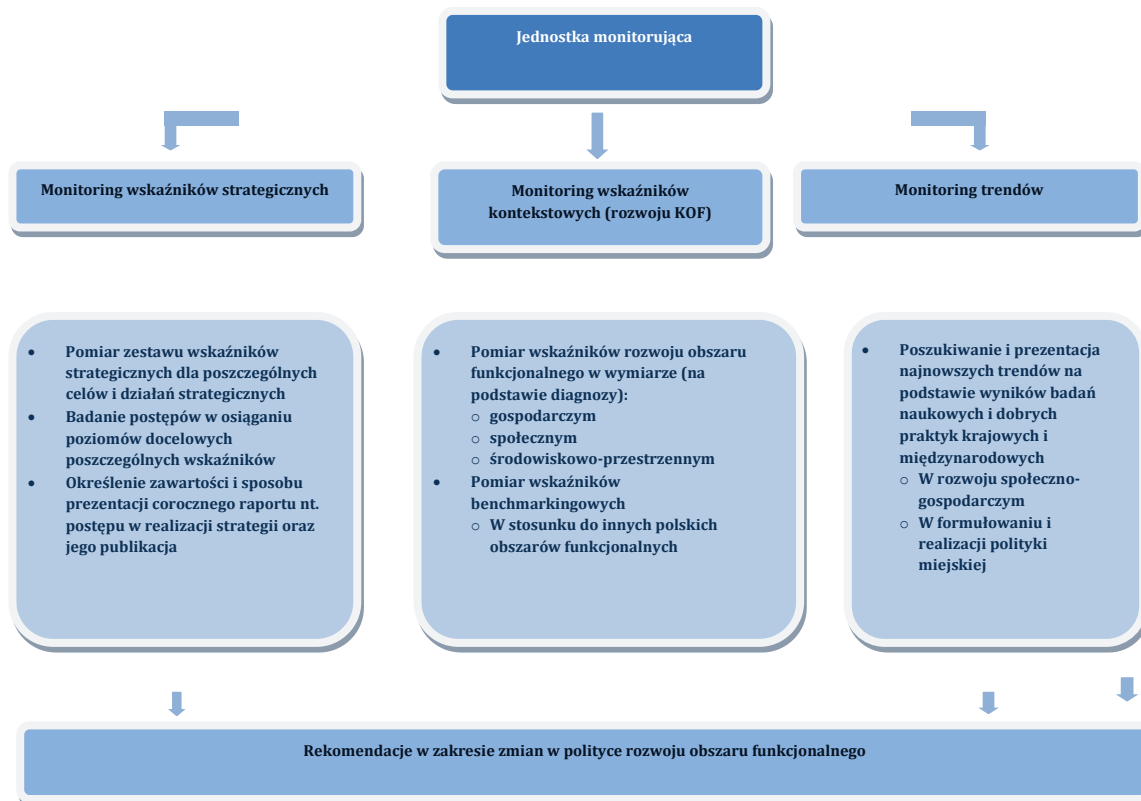 Jednostka monitorująca
Monitoring wskaźników strategicznych
Monitoring wskaźników
kontekstowych (rozwoju KOF)
Monitoring trendów
• Pomiar zestawu wskaźników
strategicznych dla poszczególnych
celów i działań strategicznych
• Badanie postępów w osiąganiu
poziomów docelowych
poszczególnych wskaźników
• Określenie zawartości i sposobu
prezentacji corocznego raportu nt.
postępu w realizacji strategii oraz
jego publikacja
• Pomiar wskaźników rozwoju obszaru
funkcjonalnego w wymiarze (na
podstawie diagnozy):
o gospodarczym
o społecznym
o środowiskowo-przestrzennym
• Pomiar wskaźników
benchmarkingowych
o W stosunku do innych polskich
obszarów funkcjonalnych
• Poszukiwanie i prezentacja
najnowszych trendów na
podstawie wyników badań
naukowych i dobrych
praktyk krajowych i
międzynarodowych
o W rozwoju społeczno-
gospodarczym
o W formułowaniu i
realizacji polityki
miejskiej
Rekomendacje w zakresie zmian w polityce rozwoju obszaru funkcjonalnego